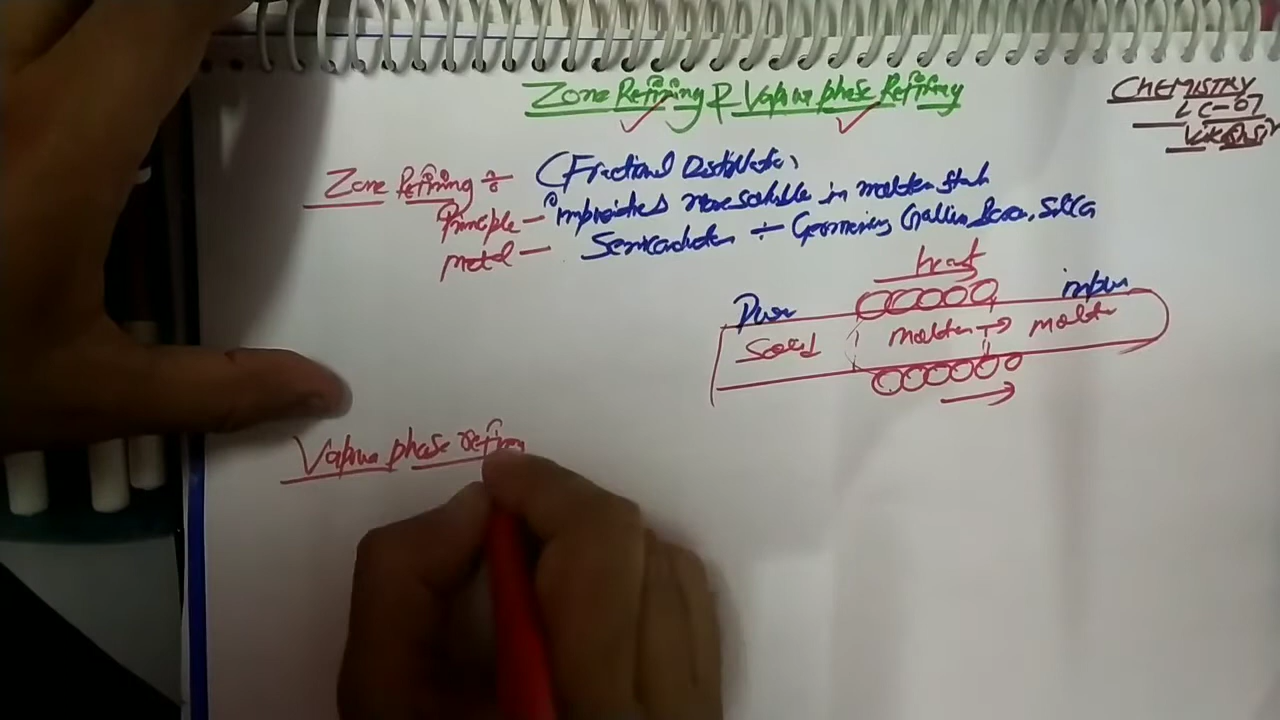 Zone Refining & Vapour phase Refining
CHEMISTRY
LC-07
Zone Refining ÷ (Fractional Distillation
Principle - impurities more soluble in molten state
metal - Semiconductor ÷ Germanium Gallium, Boron, Silicon
heat
Pure impure
Solid molten → molten
Vapour phase refining